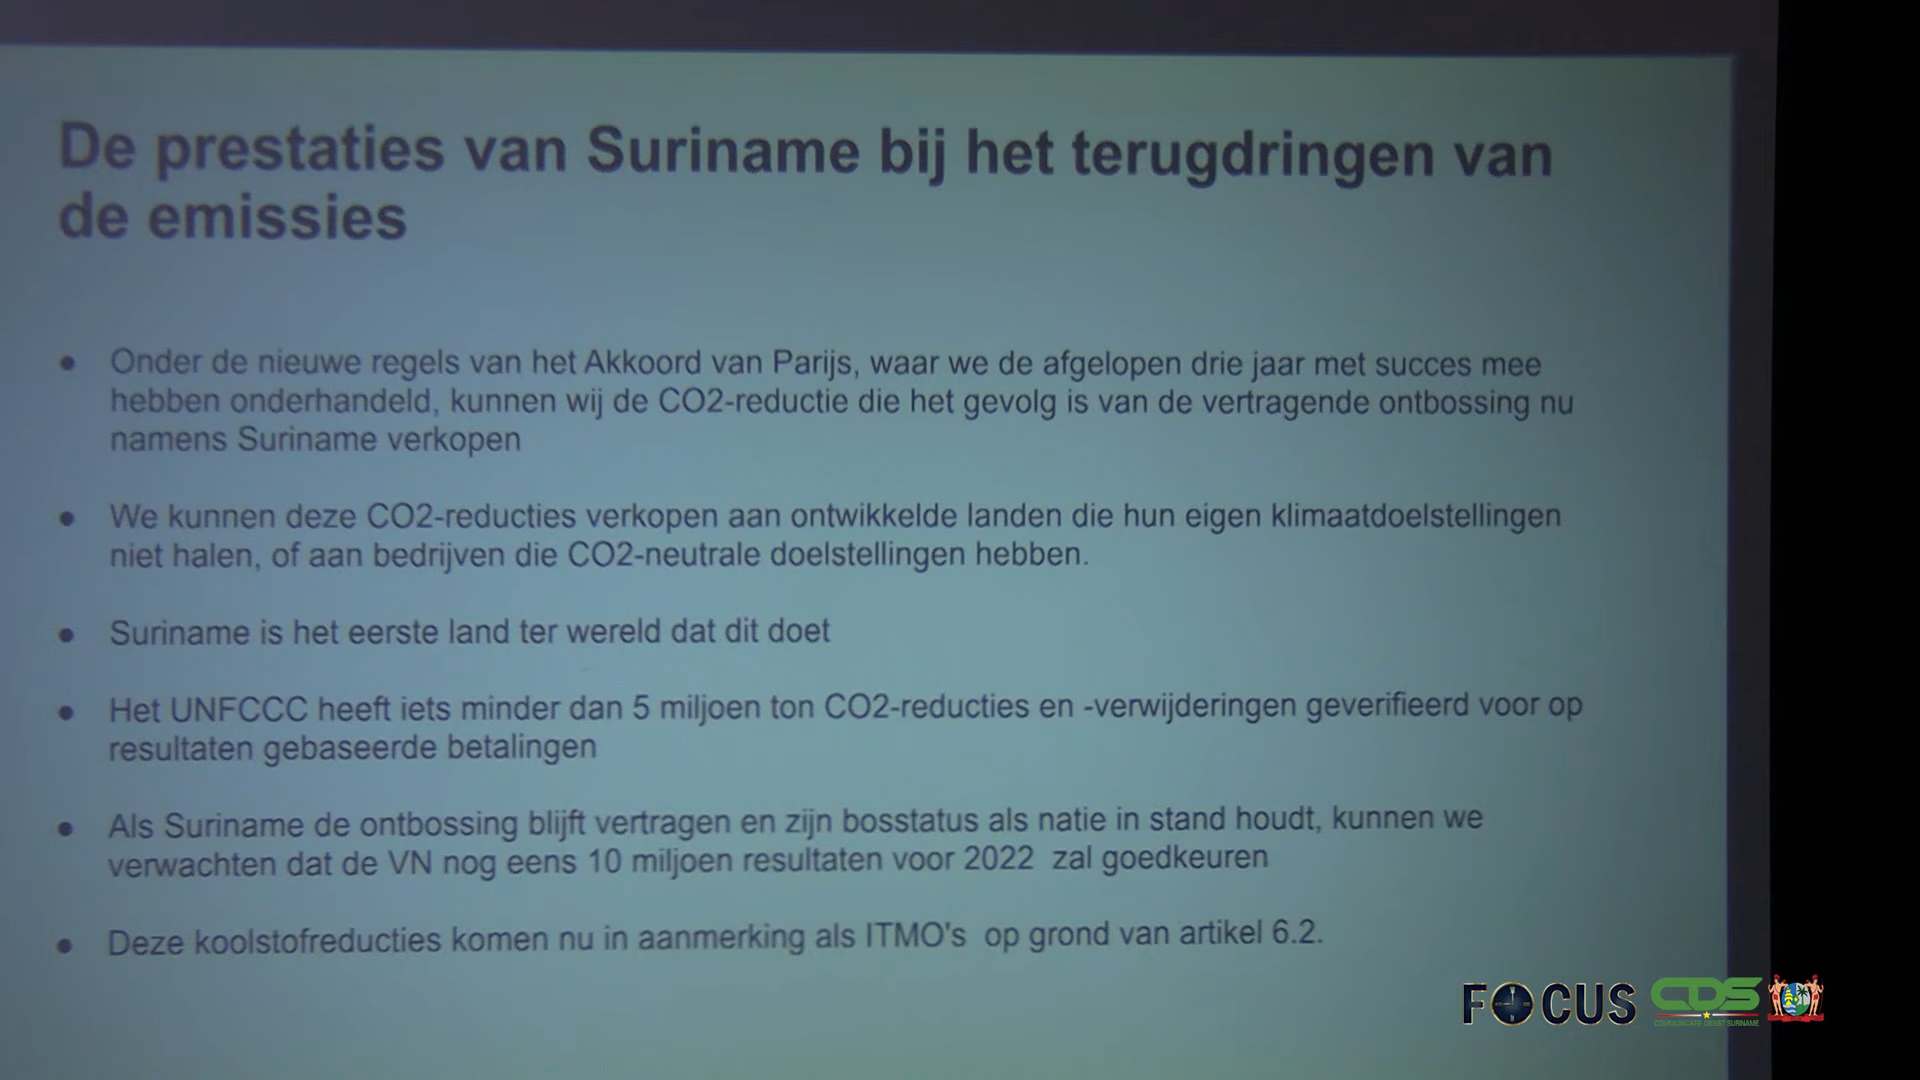 De prestaties van Suriname bij het terugdringen van
de emissies
● Onder de nieuwe regels van het Akkoord van Parijs, waar we de afgelopen drie jaar met succes mee
hebben onderhandeld, kunnen wij de CO2-reductie die het gevolg is van de vertragende ontbossing nu
namens Suriname verkopen
● We kunnen deze CO2-reducties verkopen aan ontwikkelde landen die hun eigen klimaatdoelstellingen
niet halen, of aan bedrijven die CO2-neutrale doelstellingen hebben.
● Suriname is het eerste land ter wereld dat dit doet
● Het UNFCCC heeft iets minder dan 5 miljoen ton CO2-reducties en -verwijderingen geverifieerd voor op
resultaten gebaseerde betalingen
● Als Suriname de ontbossing blijft vertragen en zijn bosstatus als natie in stand houdt, kunnen we
verwachten dat de VN nog eens 10 miljoen resultaten voor 2022 zal goedkeuren
● Deze koolstofreducties komen nu in aanmerking als ITMO's op grond van artikel 6.2.
FOCUS CDS
COMMUNICATIE DIENST SURINAME